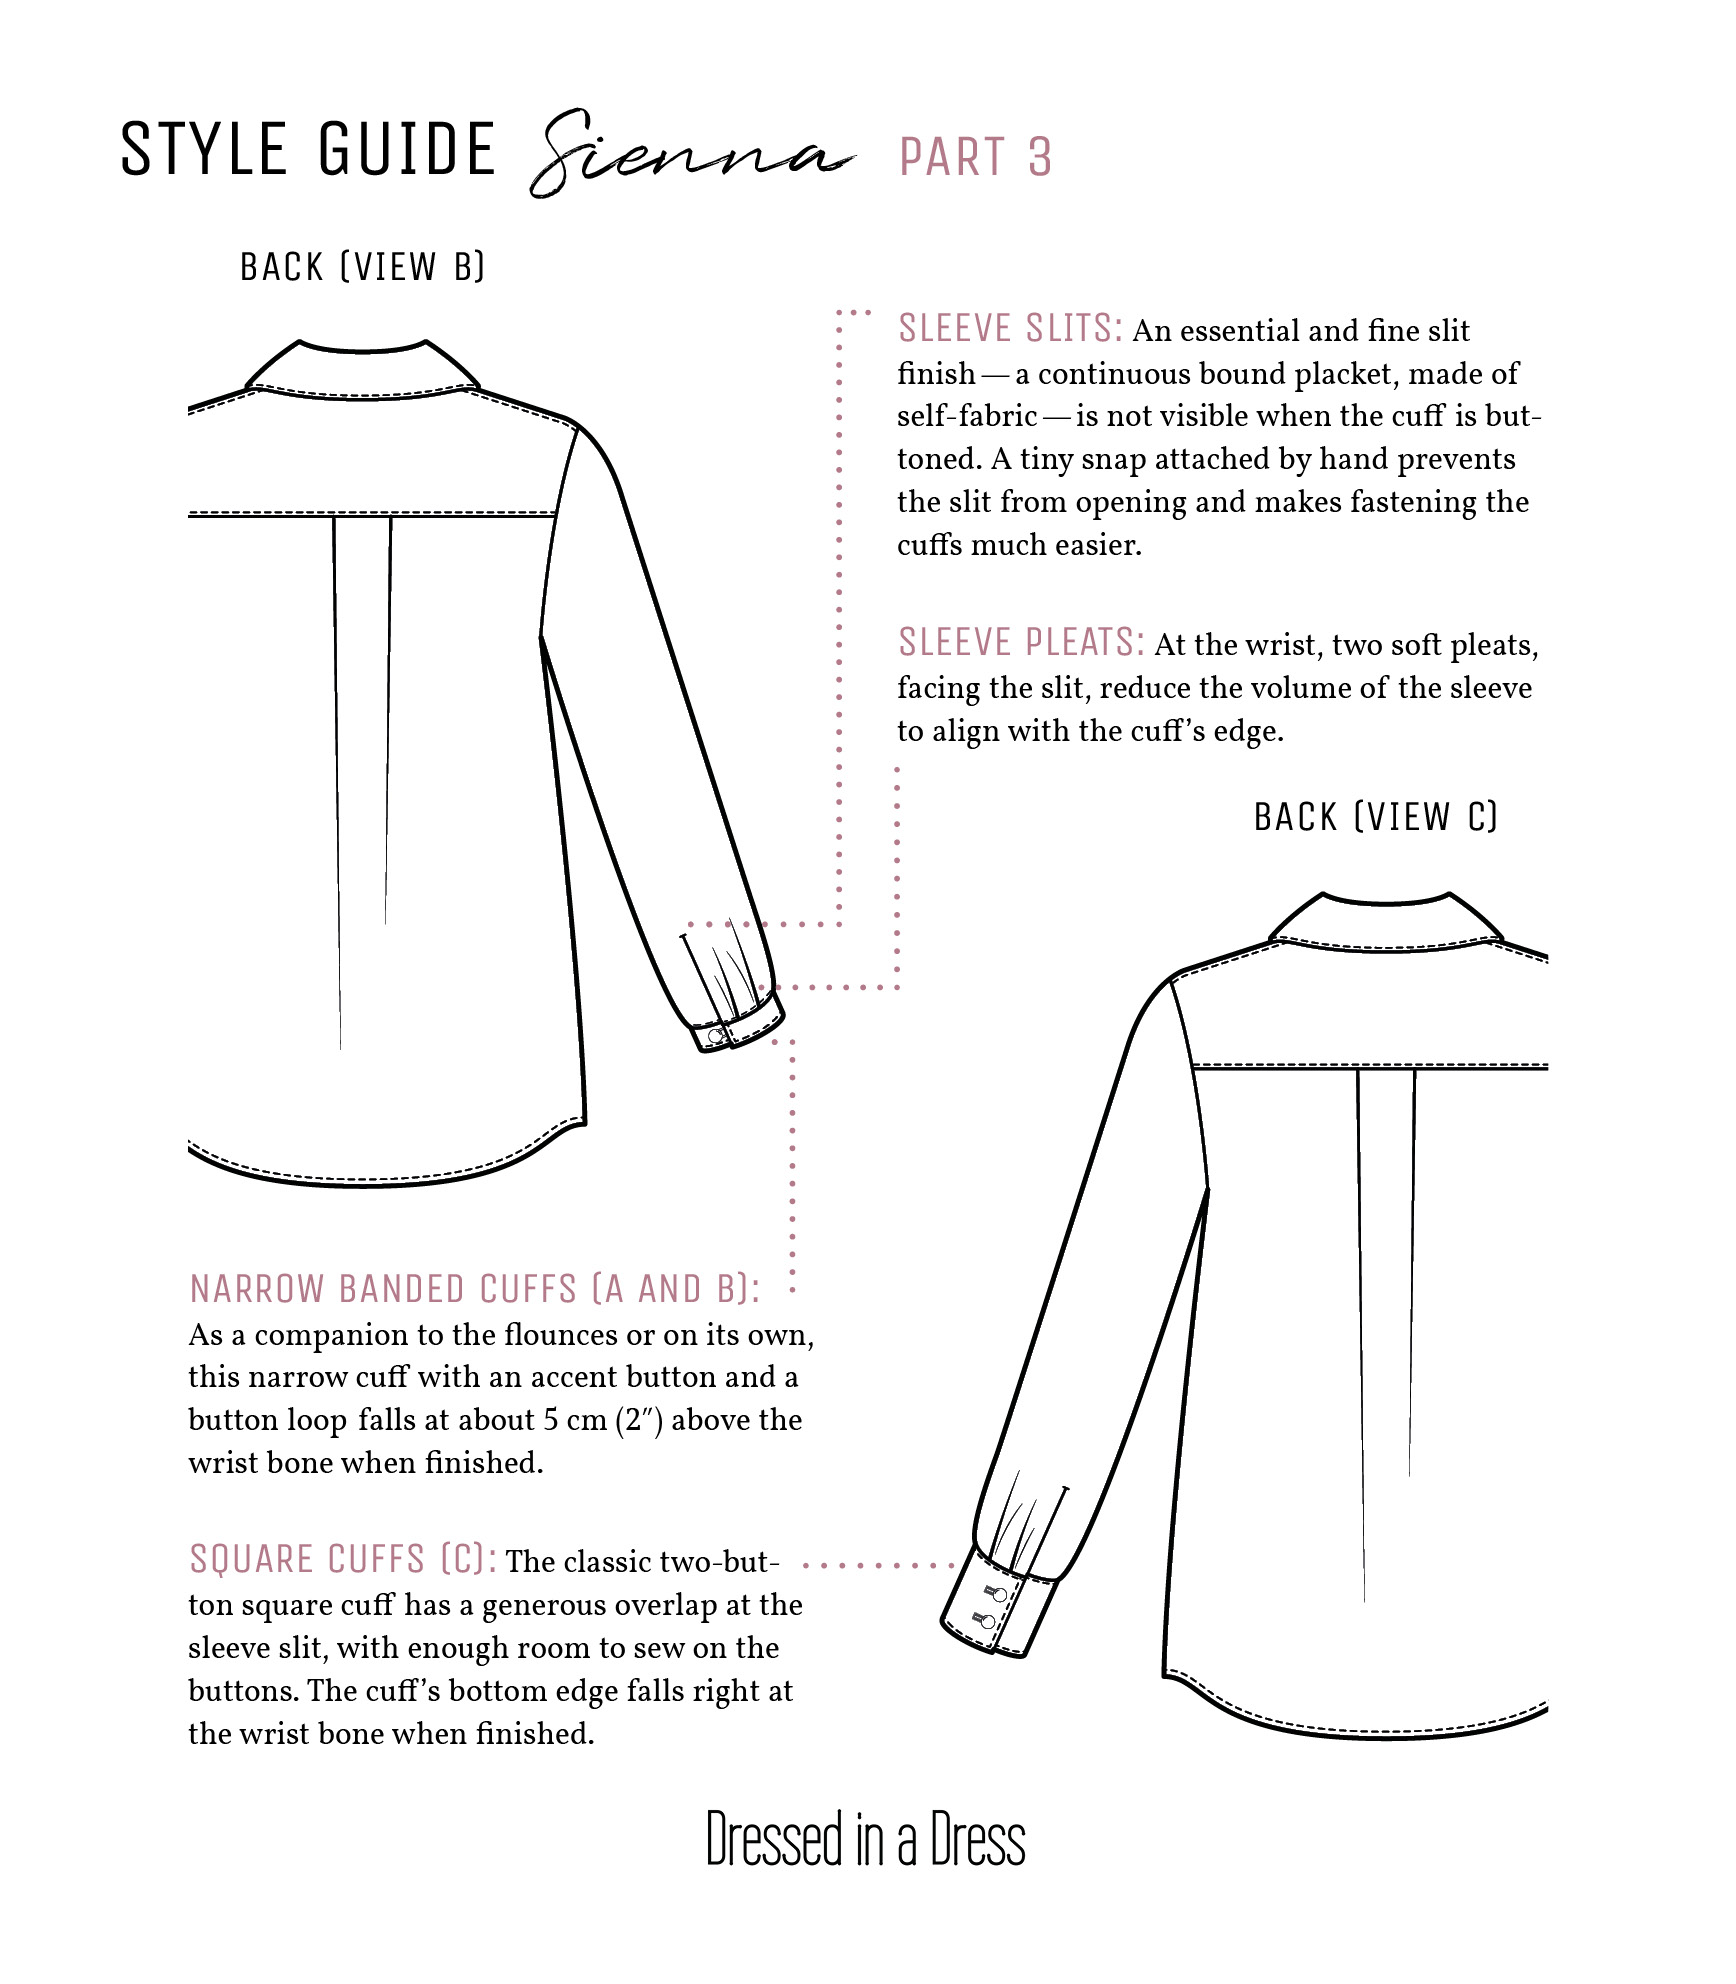 STYLE GUIDE Sienna PART 3
BACK (VIEW B)
SLEEVE SLITS: An essential and fine slit
finish — a continuous bound placket, made of
self-fabric — is not visible when the cuff is but-
toned. A tiny snap attached by hand prevents
the slit from opening and makes fastening the
cuffs much easier.
SLEEVE PLEATS: At the wrist, two soft pleats,
facing the slit, reduce the volume of the sleeve
to align with the cuff’s edge.
BACK (VIEW C)
NARROW BANDED CUFFS (A AND B):
As a companion to the flounces or on its own,
this narrow cuff with an accent button and a
button loop falls at about 5 cm (2″) above the
wrist bone when finished.
SQUARE CUFFS (C): The classic two-but-
ton square cuff has a generous overlap at the
sleeve slit, with enough room to sew on the
buttons. The cuff’s bottom edge falls right at
the wrist bone when finished.
Dressed in a Dress